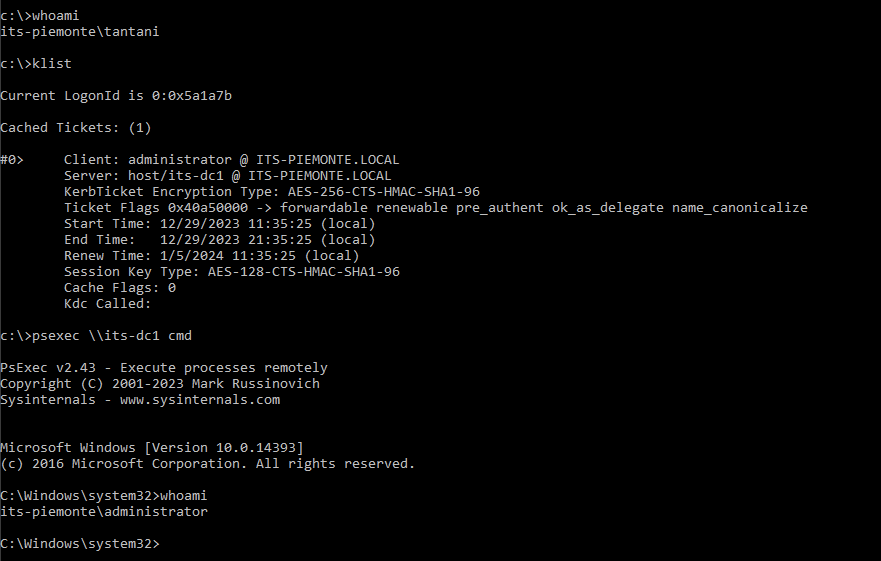 c:\>whoami
its-piemonte\tantani
c:\>klist
Current LogonId is 0:0x5a1a7b
Cached Tickets: (1)
#0> Client: administrator @ ITS-PIEMONTE.LOCAL
Server: host/its-dc1 @ ITS-PIEMONTE.LOCAL
KerbTicket Encryption Type: AES-256-CTS-HMAC-SHA1-96
Ticket Flags 0x40a50000 -> forwardable renewable pre_authent ok_as_delegate name_canonicalize
Start Time: 12/29/2023 11:35:25 (local)
End Time: 12/29/2023 21:35:25 (local)
Renew Time: 1/5/2024 11:35:25 (local)
Session Key Type: AES-128-CTS-HMAC-SHA1-96
Cache Flags: 0
Kdc Called:
c:\>psexec \\its-dc1 cmd
PsExec v2.43 - Execute processes remotely
Copyright (C) 2001-2023 Mark Russinovich
Sysinternals - www.sysinternals.com
Microsoft Windows [Version 10.0.14393]
(c) 2016 Microsoft Corporation. All rights reserved.
C:\Windows\system32>whoami
its-piemonte\administrator
C:\Windows\system32>